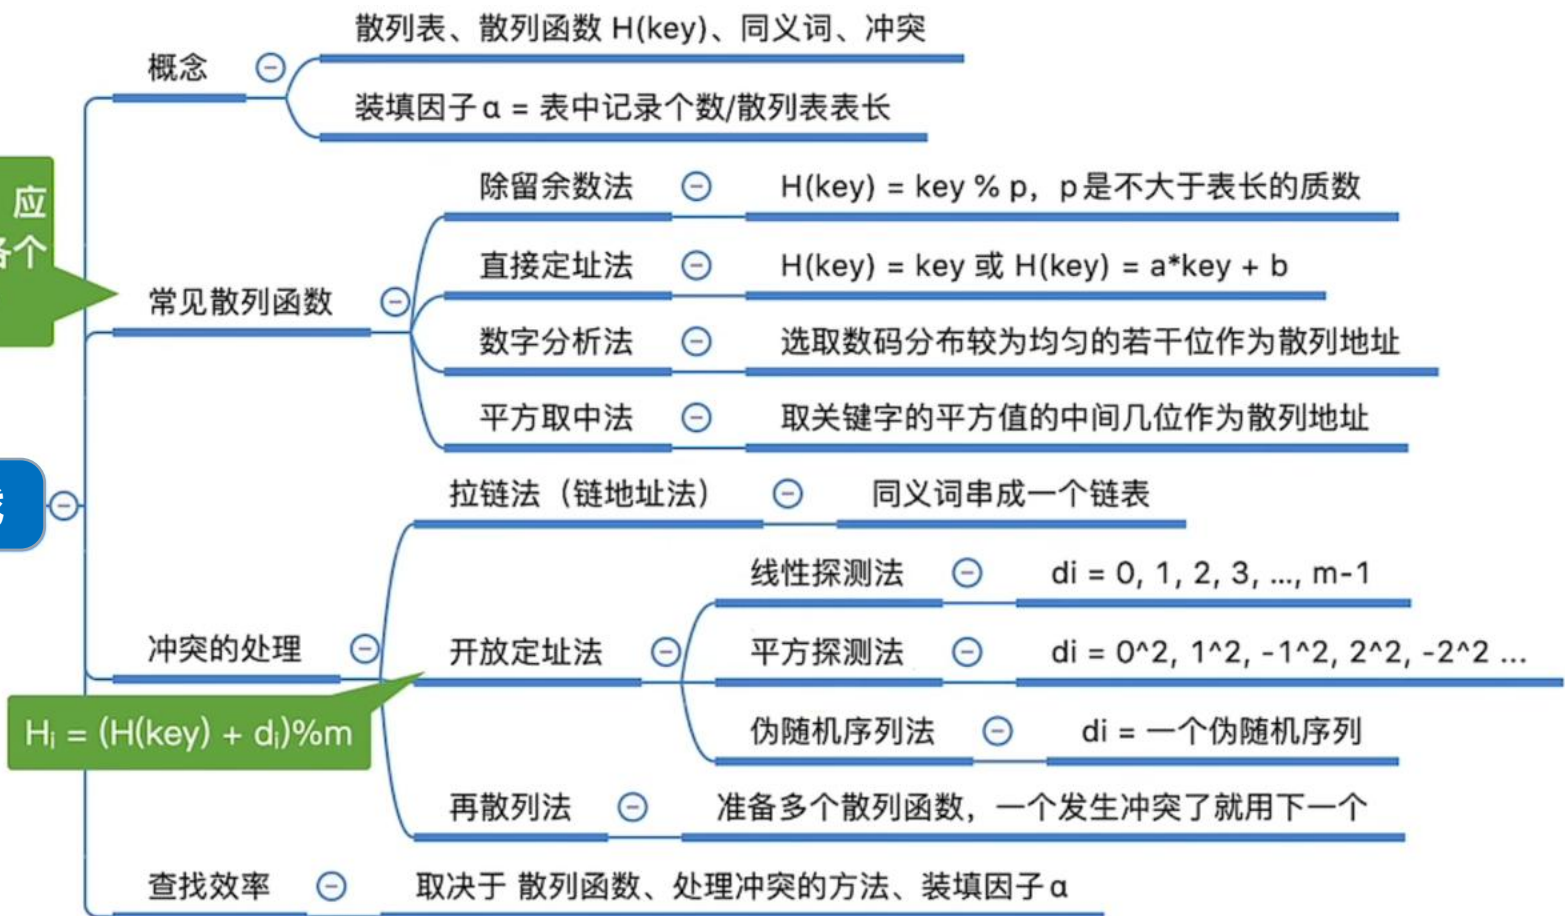 概念
散列表、散列函数 H(key)、同义词、冲突
装填因子α = 表中记录个数/散列表表长
应
各个
常见散列函数
除留余数法
H(key) = key % p，p是不大于表长的质数
直接定址法
H(key) = key 或 H(key) = a*key + b
数字分析法
选取数码分布较为均匀的若干位作为散列地址
平方取中法
取关键字的平方值的中间几位作为散列地址
冲突的处理
拉链法（链地址法）
同义词串成一个链表
开放定址法
Hᵢ = (H(key) + dᵢ)%m
线性探测法
di = 0, 1, 2, 3, ..., m-1
平方探测法
di = 0^2, 1^2, -1^2, 2^2, -2^2 ...
伪随机序列法
di = 一个伪随机序列
再散列法
准备多个散列函数，一个发生冲突了就用下一个
查找效率
取决于 散列函数、处理冲突的方法、装填因子α